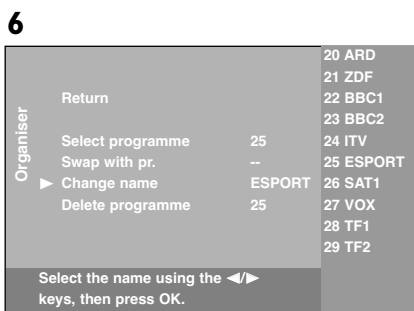 6
Organiser
Return
Select programme 25
Swap with pr. --
▶ Change name ESPORT
Delete programme 25
20 ARD
21 ZDF
22 BBC1
23 BBC2
24 ITV
25 ESPORT
26 SAT1
27 VOX
28 TF1
29 TF2
Select the name using the ◀/▶
keys, then press OK.